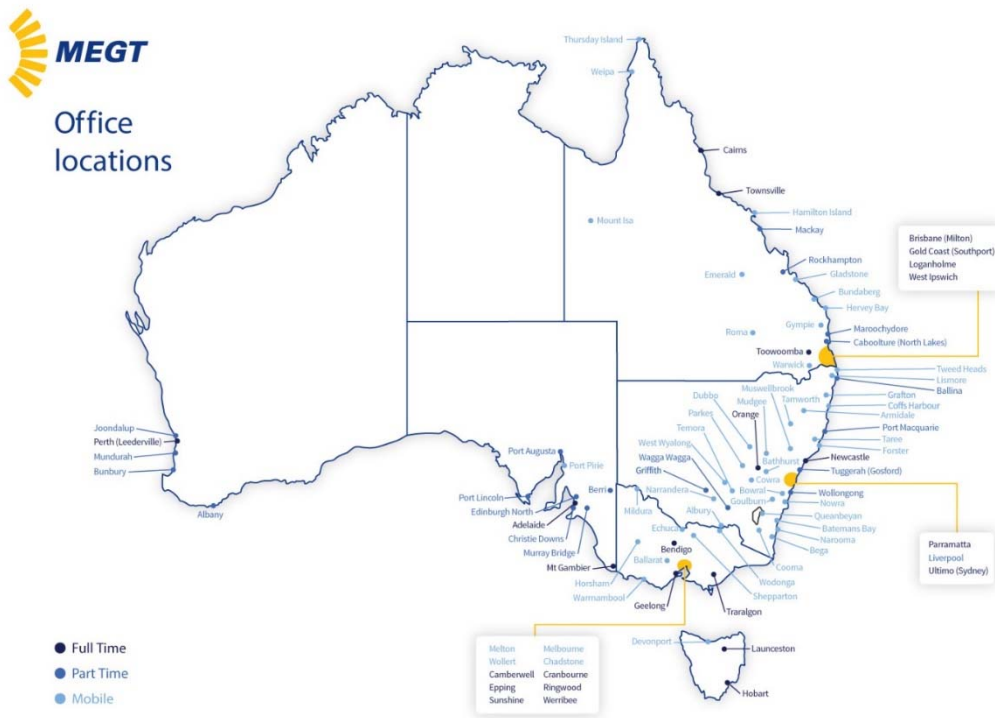 MEGT
Office
locations
Thursday Island
Weipa
Cairns
Townsville
Mount Isa
Hamilton Island
Mackay
Rockhampton
Emerald
Gladstone
Bundaberg
Hervey Bay
Gympie
Roma
Maroochydore
Caboolture (North Lakes)
Toowoomba
Warwick
Brisbane (Milton)
Gold Coast (Southport)
Loganholme
West Ipswich
Tweed Heads
Lismore
Ballina
Muswellbrook
Tamworth
Grafton
Dubbo
Mudgee
Coffs Harbour
Armidale
Parkes
Orange
Port Macquarie
Temora
Taree
West Wyalong
Forster
Wagga Wagga
Bathhurst
Newcastle
Griffith
Cowra
Tuggerah (Gosford)
Narrandera
Bowral
Wollongong
Goulburn
Nowra
Albury
Queanbeyan
Batemans Bay
Narooma
Bega
Cooma
Parramatta
Liverpool
Ultimo (Sydney)
Joondalup
Perth (Leederville)
Mundurah
Bunbury
Albany
Port Augusta
Port Pirie
Port Lincoln
Berri
Edinburgh North
Adelaide
Christie Downs
Murray Bridge
Mt Gambier
Mildura
Echuca
Bendigo
Ballarat
Horsham
Warrnambool
Wodonga
Shepparton
Geelong
Traralgon
Melton Melbourne
Wollert Chadstone
Camberwell Cranbourne
Epping Ringwood
Sunshine Werribee
Devonport
Launceston
Hobart
Full Time
Part Time
Mobile